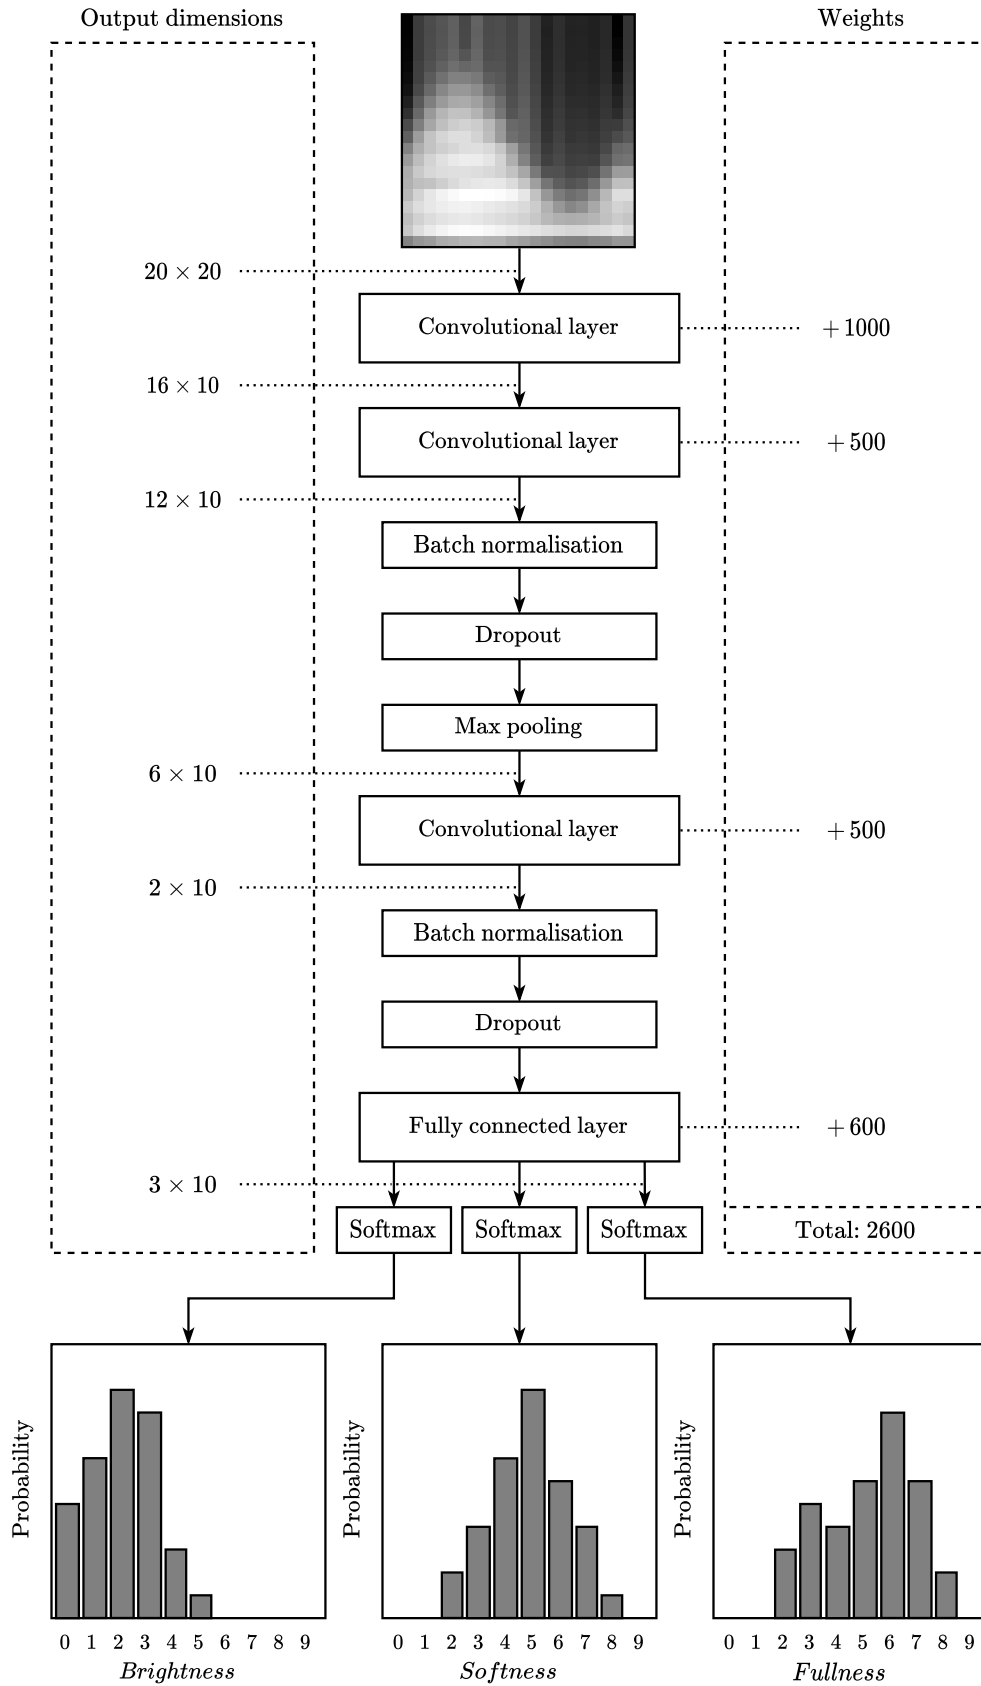 Output dimensions
Weights
20 × 20
Convolutional layer
+ 1000
16 × 10
Convolutional layer
+ 500
12 × 10
Batch normalisation
Dropout
Max pooling
6 × 10
Convolutional layer
+ 500
2 × 10
Batch normalisation
Dropout
Fully connected layer
+ 600
3 × 10
Softmax Softmax Softmax
Total: 2600
Probability
0 1 2 3 4 5 6 7 8 9
Brightness
Probability
0 1 2 3 4 5 6 7 8 9
Softness
Probability
0 1 2 3 4 5 6 7 8 9
Fullness